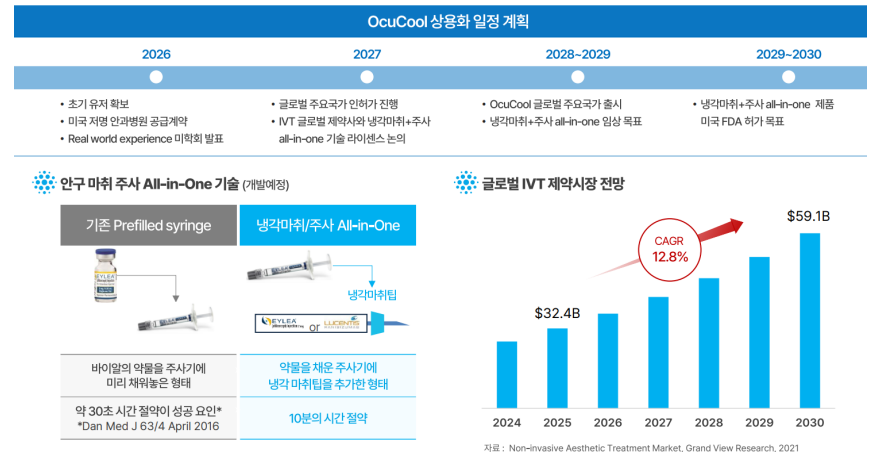 OcuCool 상용화 일정 계획
2026
2027
2028~2029
2029~2030
• 초기 유저 확보
• 미국 저명 안과병원 공급계약
• Real world experience 미학회 발표
• 글로벌 주요국가 인허가 진행
• IVT 글로벌 제약사와 냉각마취+주사
all-in-one 기술 라이센스 논의
• OcuCool 글로벌 주요국가 출시
• 냉각마취+주사 all-in-one 임상 목표
• 냉각마취+주사 all-in-one 제품
미국 FDA 허가 목표
안구 마취 주사 All-in-One 기술 (개발예정)
기존 Prefilled syringe
냉각마취/주사 All-in-One
EYLEA
냉각마취팁
EYLEA
or
LUCENTIS
바이알의 약물을 주사기에
미리 채워놓은 형태
약물을 채운 주사기에
냉각 마취팁을 추가한 형태
약 30초 시간 절약이 성공 요인*
*Dan Med J 63/4 April 2016
10분의 시간 절약
글로벌 IVT 제약시장 전망
$59.1B
CAGR
12.8%
$32.4B
2024
2025
2026
2027
2028
2029
2030
자료 : Non-invasive Aesthetic Treatment Market, Grand View Research, 2021